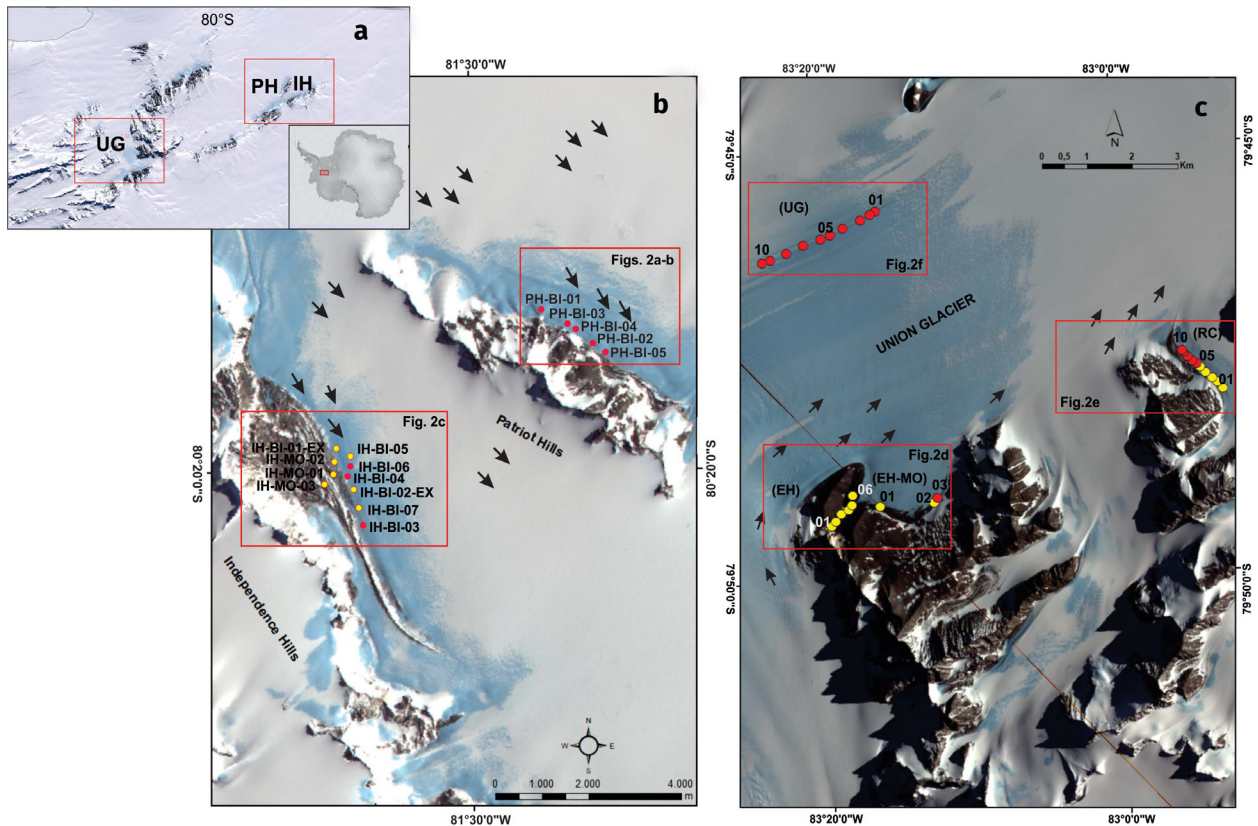 80°S
a
PH IH
UG
81°30'0"W
b
Figs. 2a-b
PH-BI-01
PH-BI-03
PH-BI-04
PH-BI-02
PH-BI-05
Patriot Hills
Fig. 2c
IH-BI-01-EX
IH-MO-02
IH-MO-01
IH-MO-03
IH-BI-05
IH-BI-06
IH-BI-04
IH-BI-02-EX
IH-BI-07
IH-BI-03
Independence Hills
80°20'0"S
80°20'0"S
N
W E
S
0 1.000 2.000 4.000
m
81°30'0"W
83°20'0"W
83°0'0"W
c
N
0 0,5 1 2 3
Km
79°45'0"S
79°45'0"S
(UG)
01
05
10
Fig.2f
UNION GLACIER
10 (RC)
05
01
Fig.2e
Fig.2d
(EH)
(EH-MO)
06
01
01
02
03
79°50'0"S
79°50'0"S
83°20'0"W
83°0'0"W